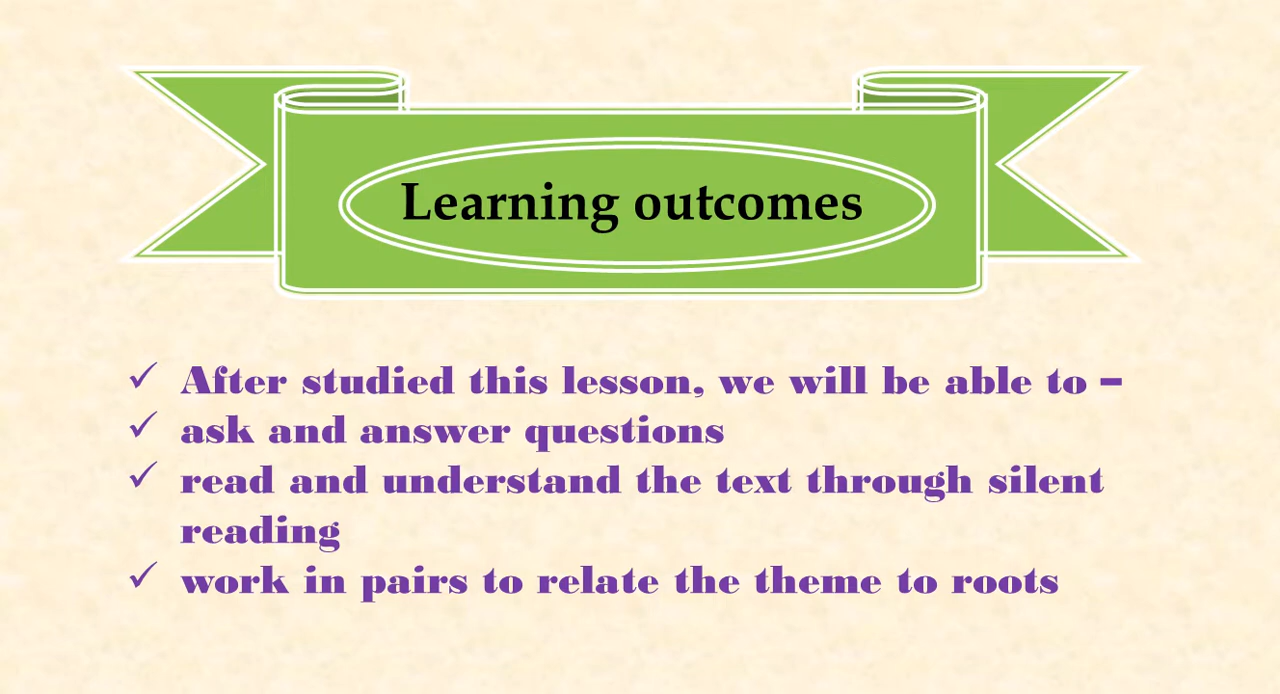 Learning outcomes
✓ After studied this lesson, we will be able to –
✓ ask and answer questions
✓ read and understand the text through silent
reading
✓ work in pairs to relate the theme to roots